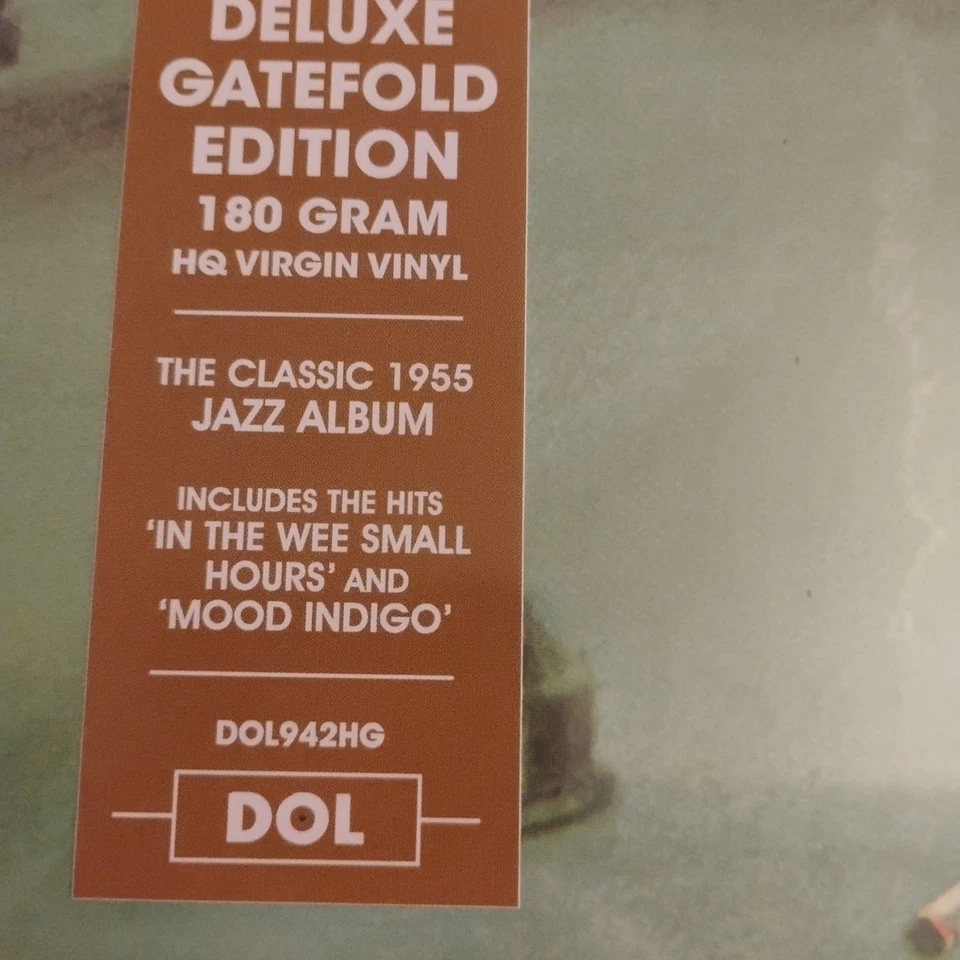 DELUXE
GATEFOLD
EDITION
180 GRAM
HQ VIRGIN VINYL
THE CLASSIC 1955
JAZZ ALBUM
INCLUDES THE HITS
‘IN THE WEE SMALL
HOURS’ AND
‘MOOD INDIGO’
DOL942HG
DOL